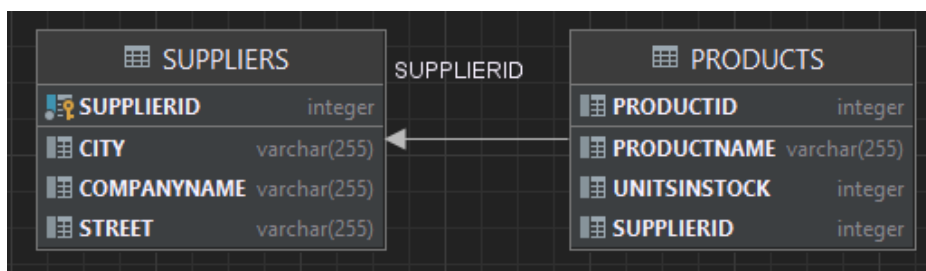 SUPPLIERS
SUPPLIERID integer
CITY varchar(255)
COMPANYNAME varchar(255)
STREET varchar(255)
SUPPLIERID
PRODUCTS
PRODUCTID integer
PRODUCTNAME varchar(255)
UNITSINSTOCK integer
SUPPLIERID integer